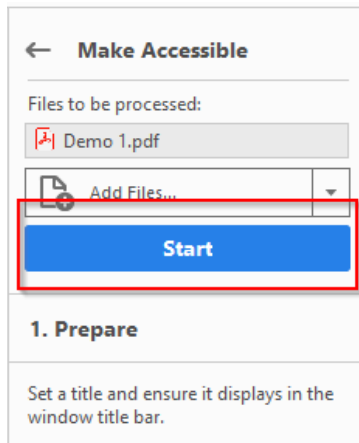 Make Accessible
Files to be processed:
Demo 1.pdf
Add Files...
Start
1. Prepare
Set a title and ensure it displays in the
window title bar.